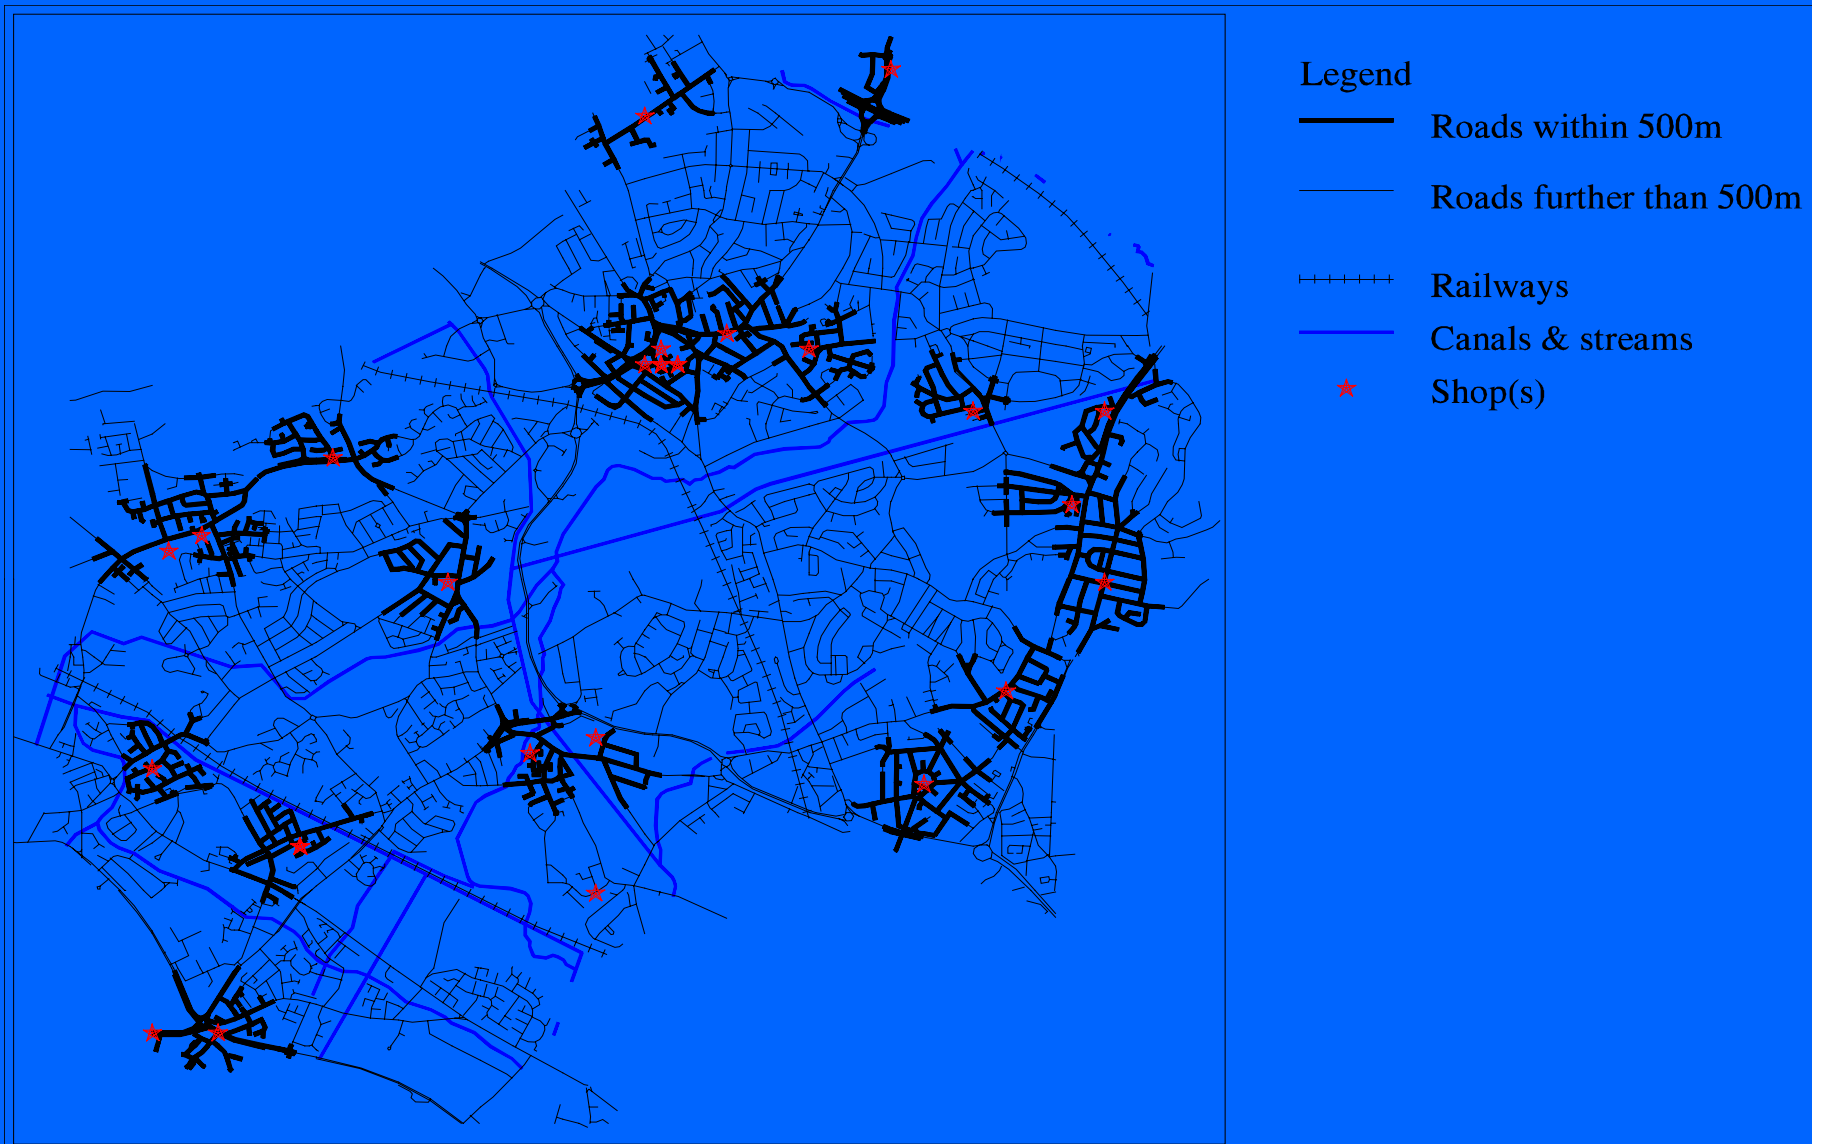 Legend
Roads within 500m
Roads further than 500m
Railways
Canals & streams
Shop(s)